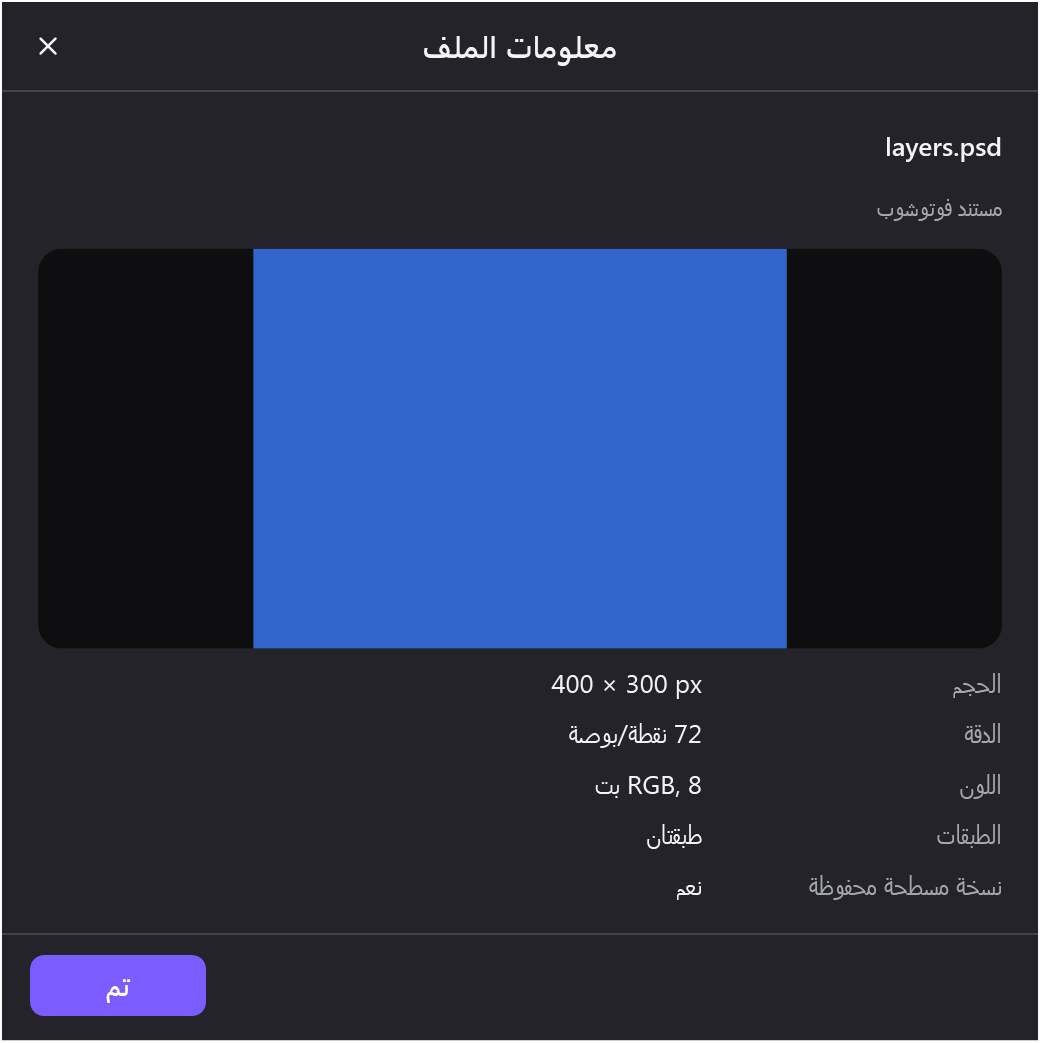 معلومات الملف
layers.psd
مستند فوتوشوب
الحجم 400 × 300 px
الدقة 72 نقطة/بوصة
اللون RGB, 8 بت
الطبقات طبقتان
نسخة مسطحة محفوظة نعم
تم